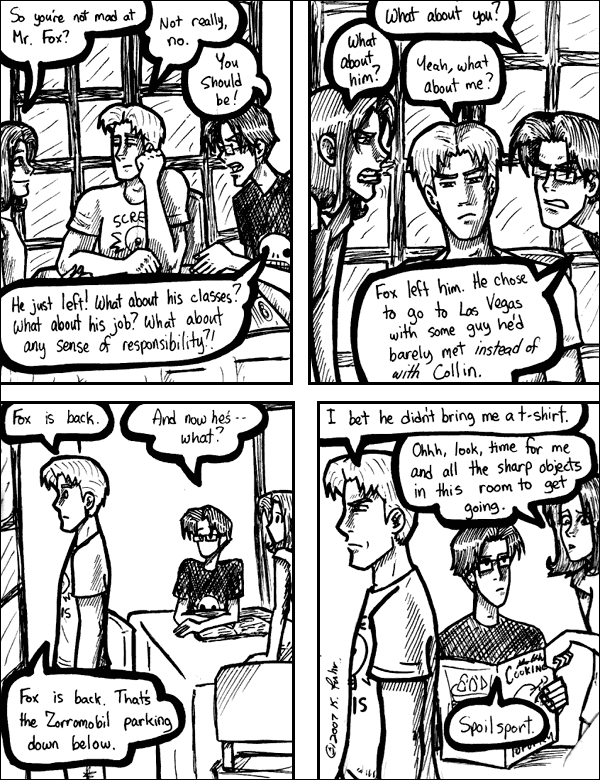 So you're not mad at
Mr. Fox?
Not really,
no.
You
should
be!
SCRE
He just left! What about his classes?
What about his job? What about
any sense of responsibility?!
What about you?
What
about
him?
Yeah, what
about me?
Fox left him. He chose
to go to Las Vegas
with some guy he'd
barely met instead of
with Collin.
Fox is back.
And now he's--
what?
Fox is back. That's
the Zorromobil parking
down below.
I bet he didn't bring me a t-shirt.
Ohhh, look, time for me
and all the sharp objects
in this room to get
going.
COOKING
Spoilsport.
IS
©2007 K.